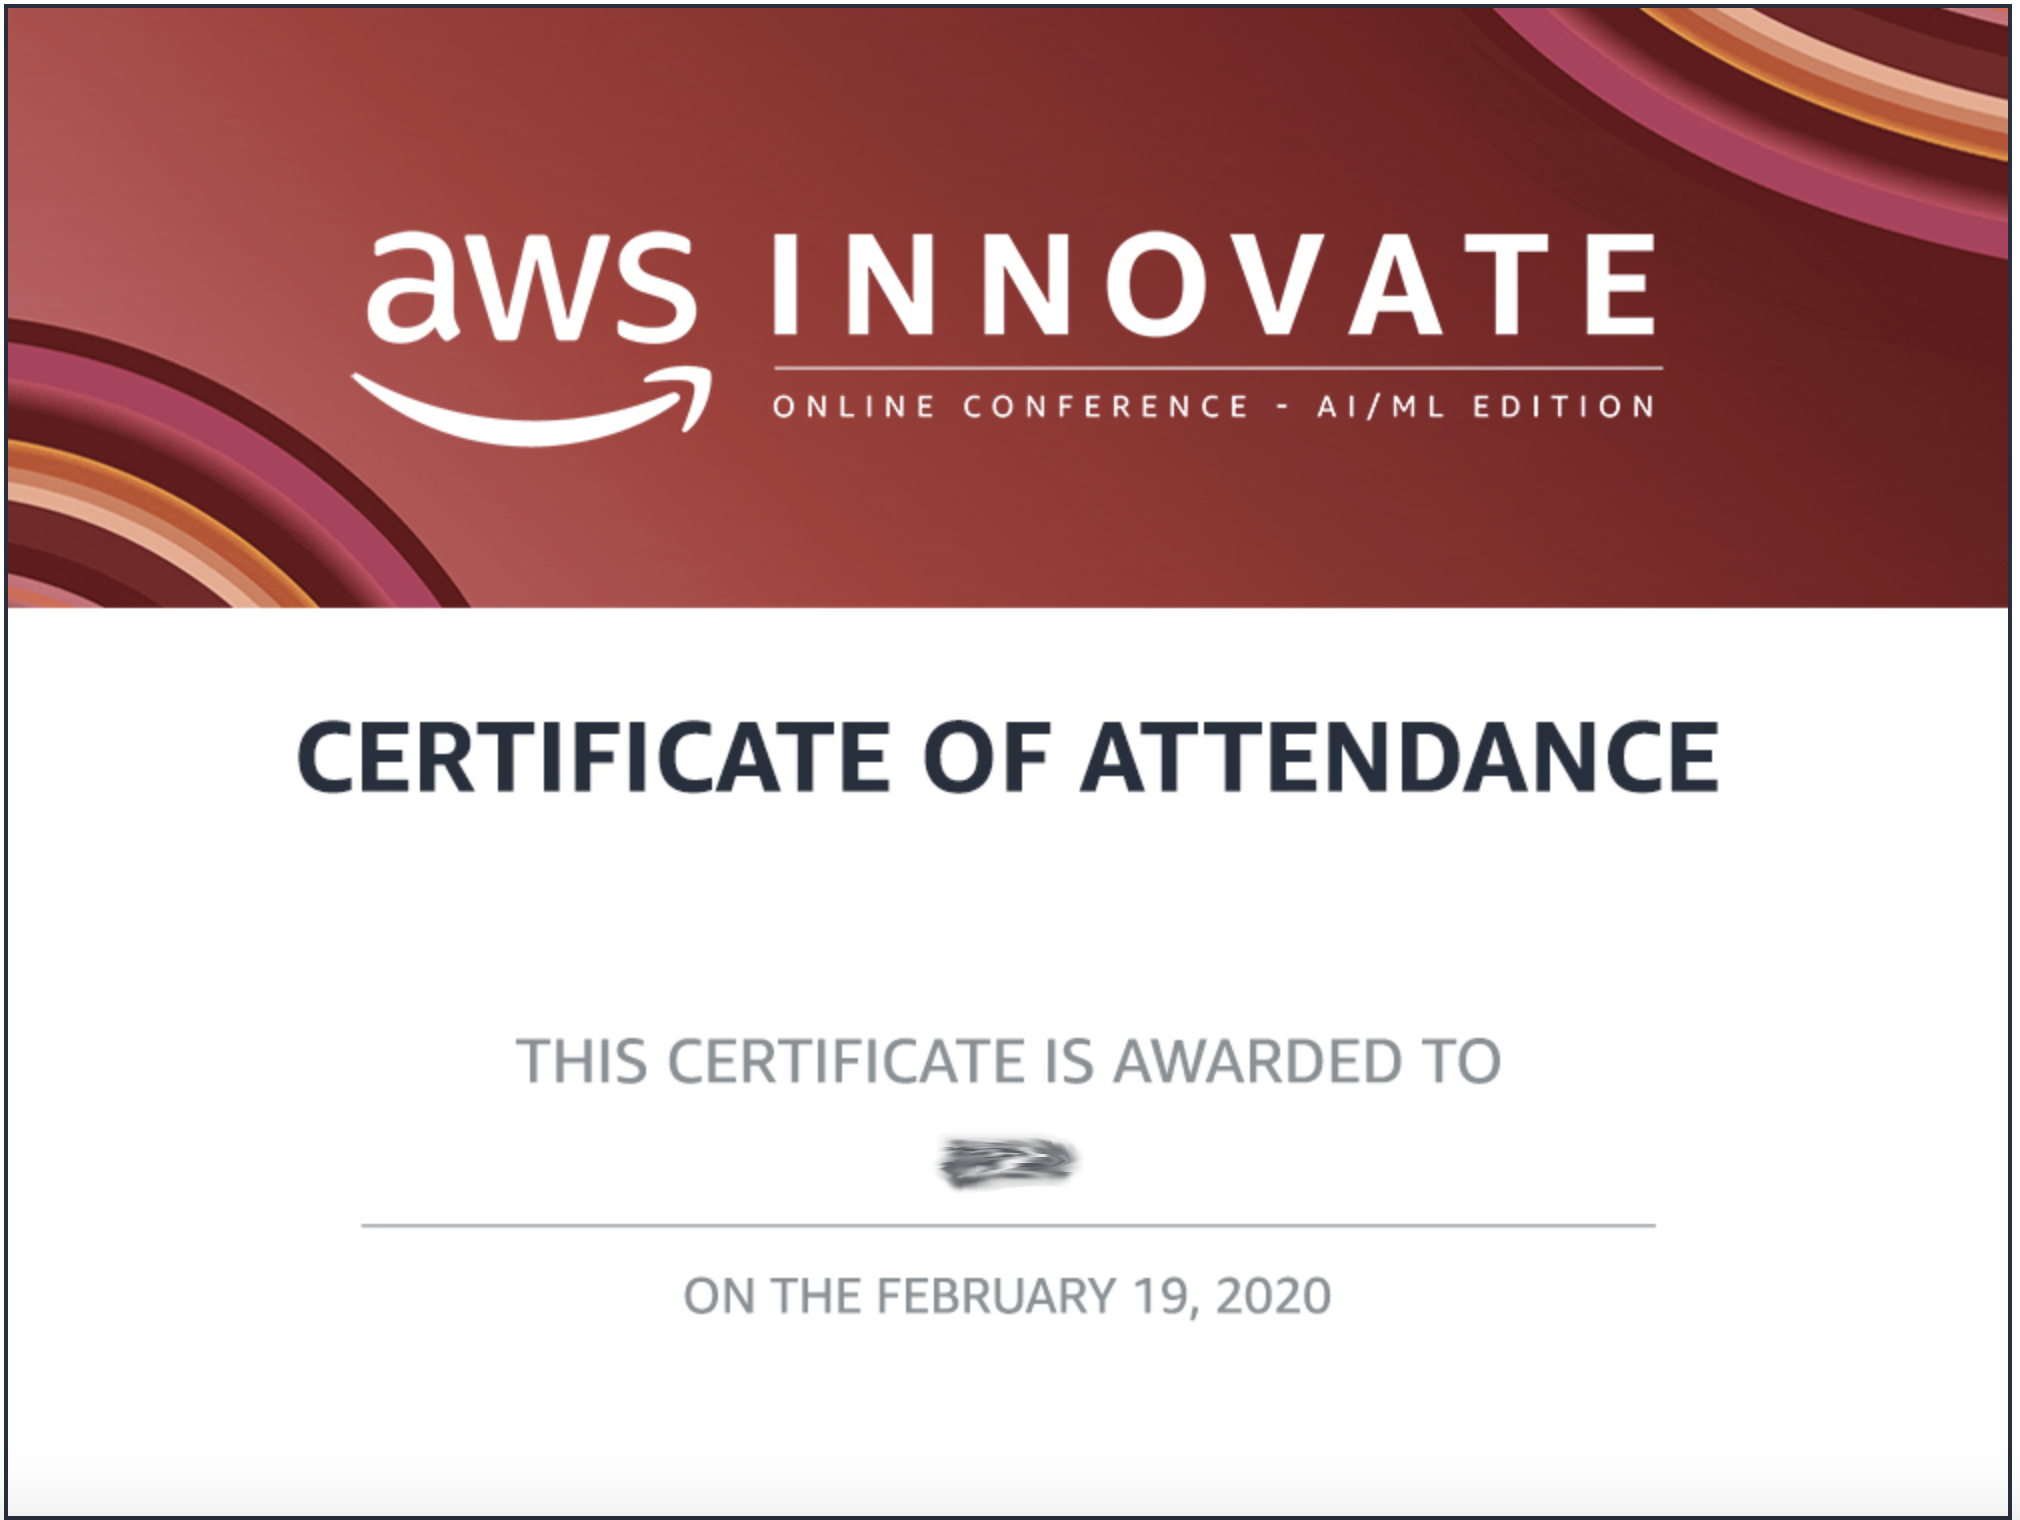 aws INNOVATE
ONLINE CONFERENCE - AI/ML EDITION
CERTIFICATE OF ATTENDANCE
THIS CERTIFICATE IS AWARDED TO
ON THE FEBRUARY 19, 2020